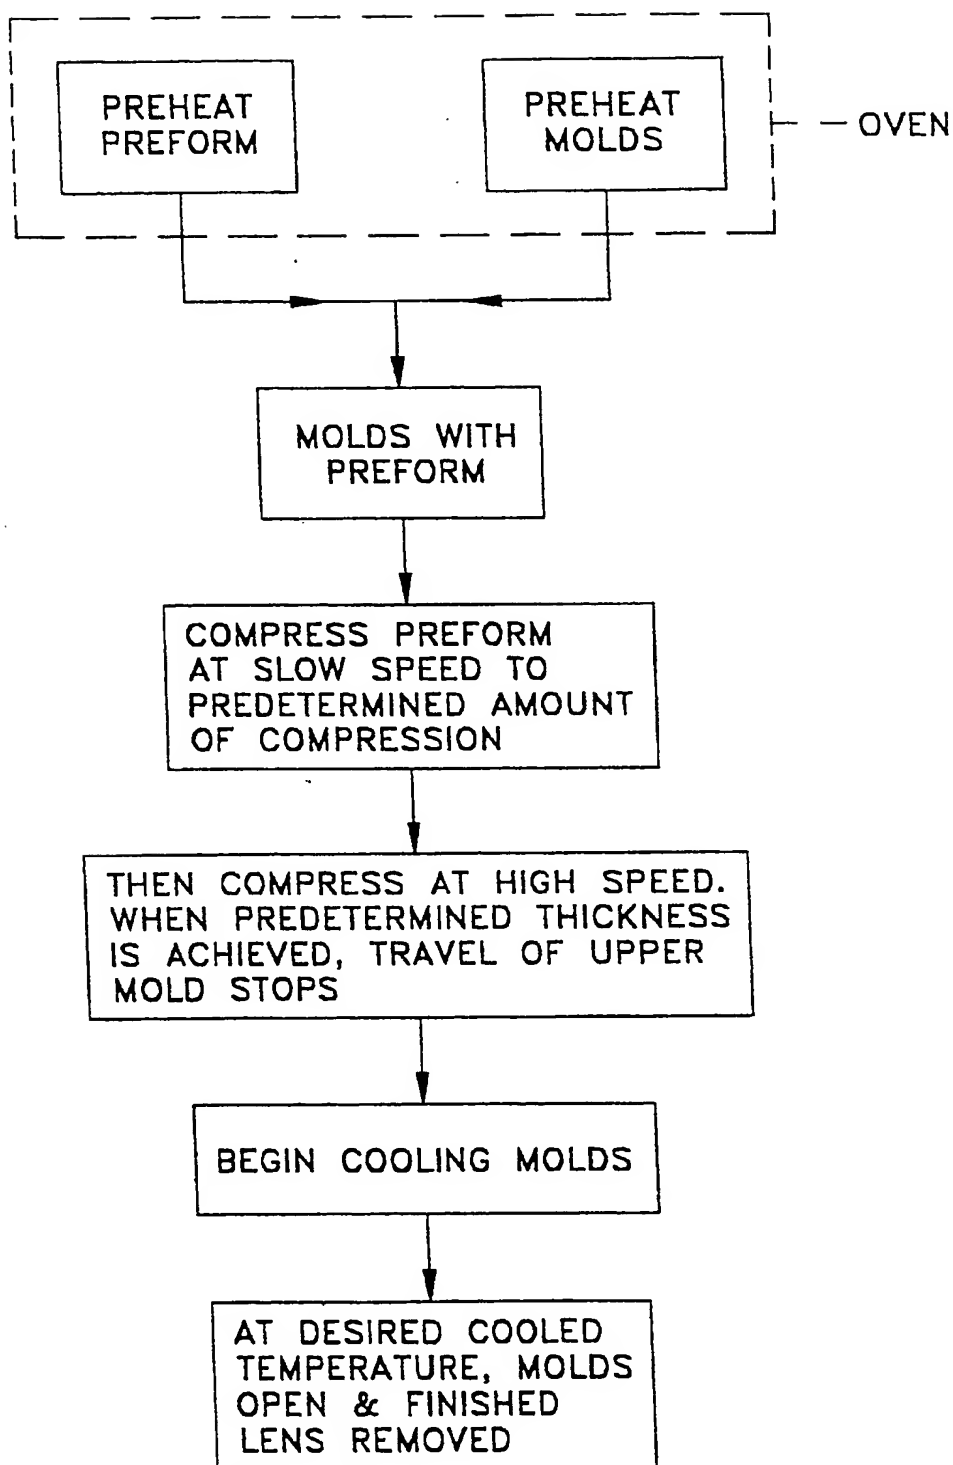 PREHEAT
PREFORM
PREHEAT
MOLDS
OVEN
MOLDS WITH
PREFORM
COMPRESS PREFORM
AT SLOW SPEED TO
PREDETERMINED AMOUNT
OF COMPRESSION
THEN COMPRESS AT HIGH SPEED.
WHEN PREDETERMINED THICKNESS
IS ACHIEVED, TRAVEL OF UPPER
MOLD STOPS
BEGIN COOLING MOLDS
AT DESIRED COOLED
TEMPERATURE, MOLDS
OPEN & FINISHED
LENS REMOVED